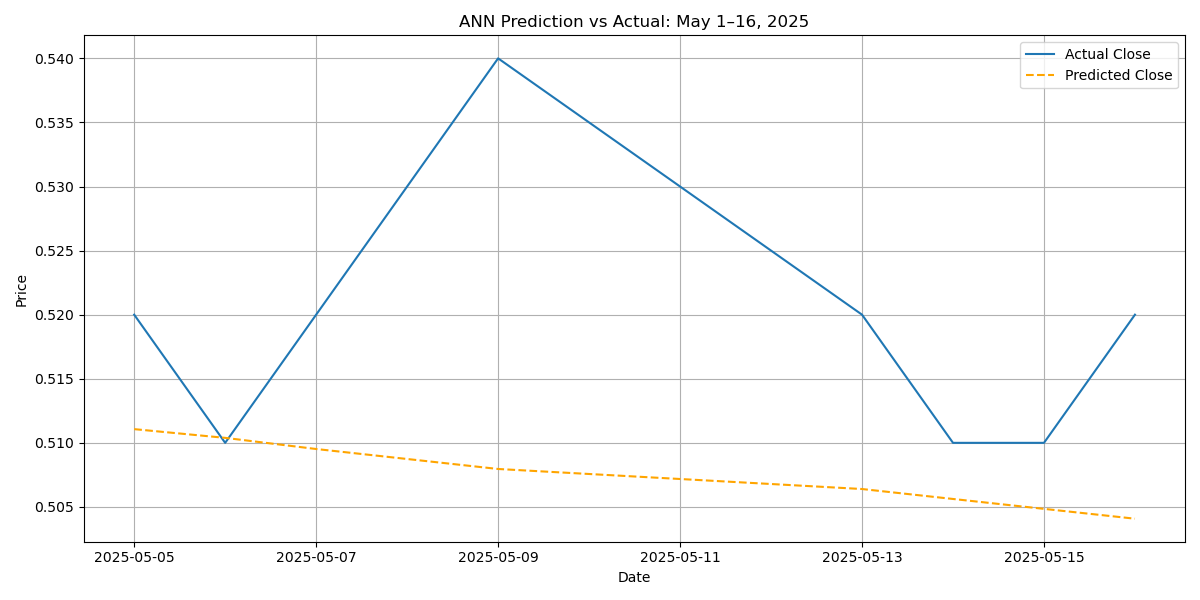 ANN Prediction vs Actual: May 1–16, 2025
Actual Close
Predicted Close
0.540
0.535
0.530
0.525
0.520
0.515
0.510
0.505
Price
2025-05-05
2025-05-07
2025-05-09
2025-05-11
2025-05-13
2025-05-15
Date